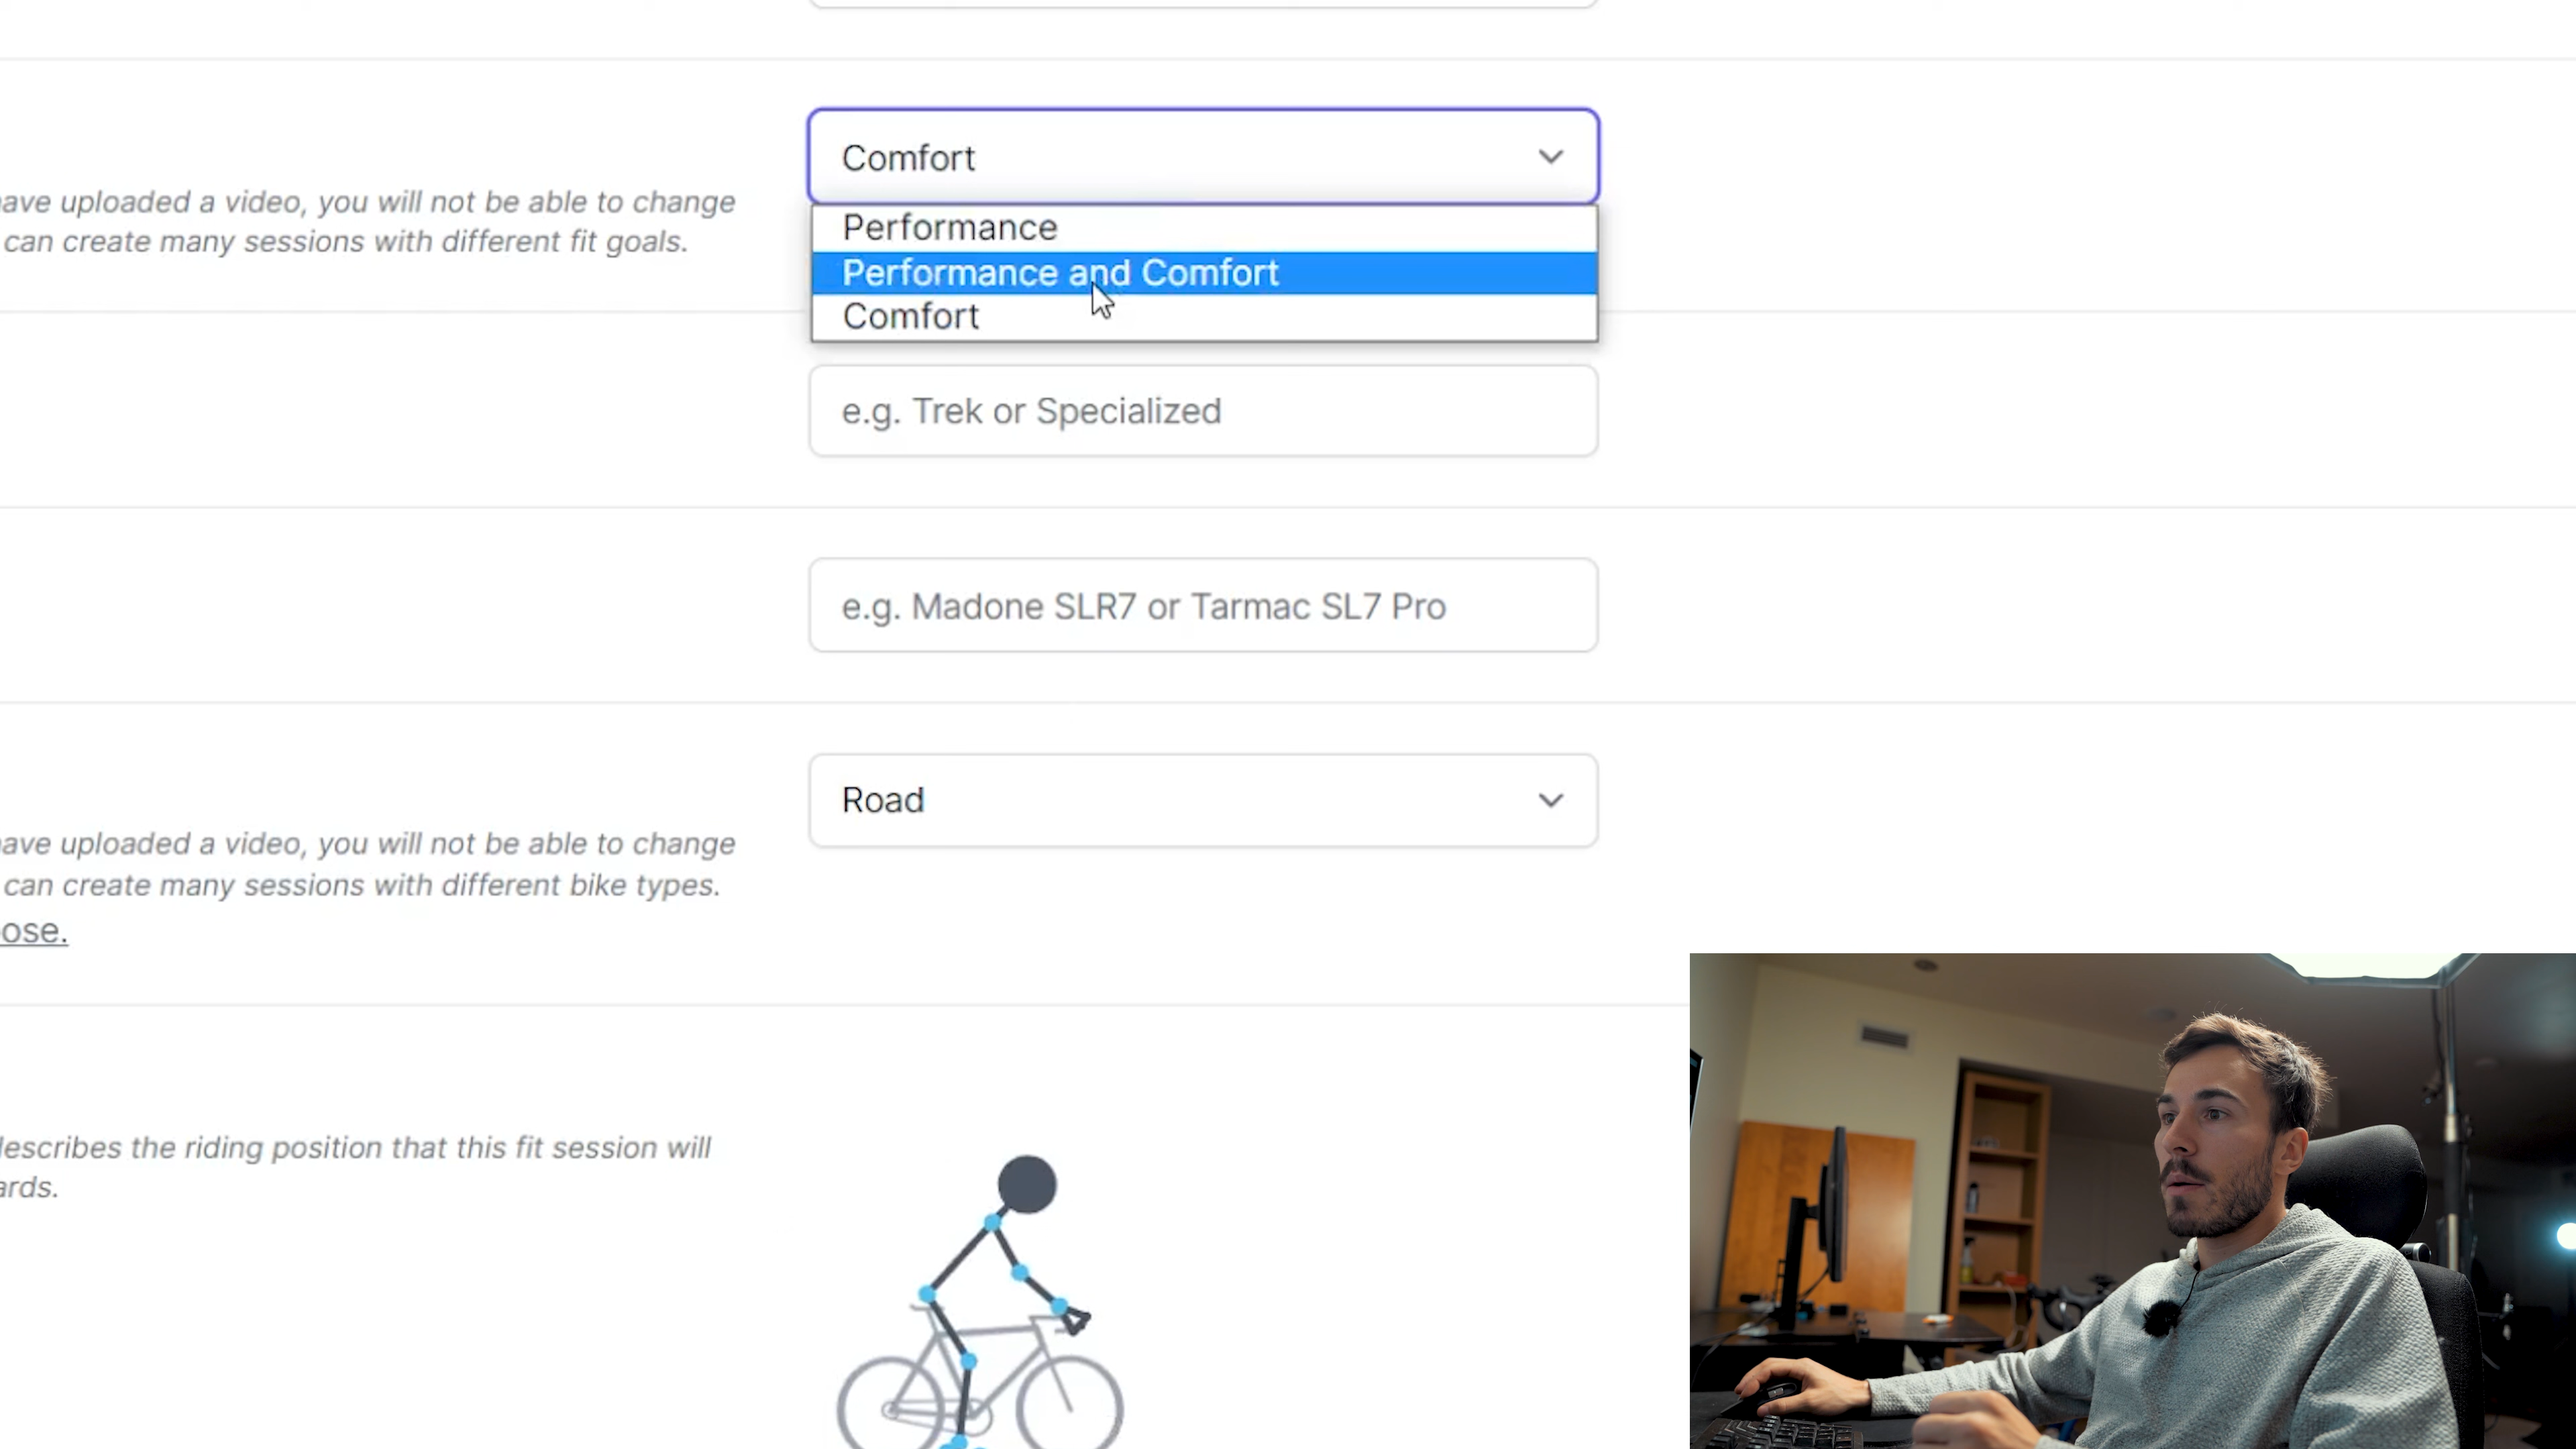 Comfort
ave uploaded a video, you will not be able to change
can create many sessions with different fit goals.
Performance
Performance and Comfort
Comfort
e.g. Trek or Specialized
e.g. Madone SLR7 or Tarmac SL7 Pro
Road
ave uploaded a video, you will not be able to change
can create many sessions with different bike types.
ose.
describes the riding position that this fit session will
ards.